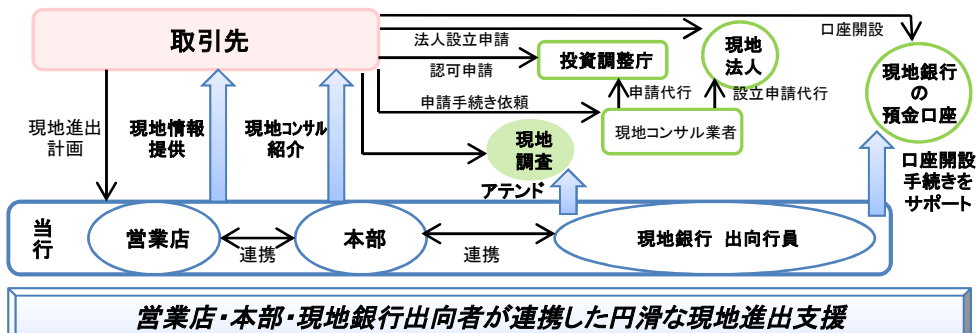 取引先
口座開設
法人設立申請
認可申請
投資調整庁
現地
法人
現地銀行
の
預金口座
申請代行
設立申請代行
申請手続き依頼
現地コンサル業者
現地進出
計画
現地情報
提供
現地コンサル
紹介
現地
調査
アテンド
口座開設
手続きを
サポート
当
行
営業店
連携
本部
連携
現地銀行 出向行員
営業店・本部・現地銀行出向者が連携した円滑な現地進出支援